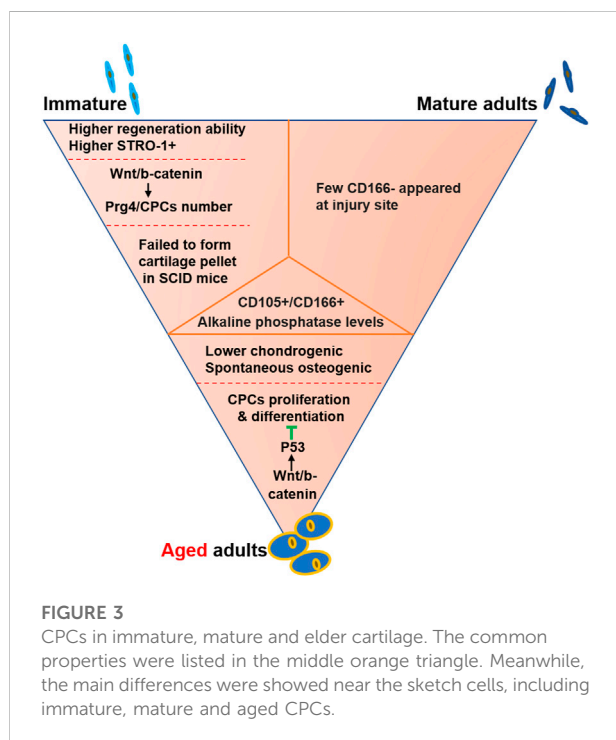 Immature
Mature adults
Higher regeneration ability
Higher STRO-1+
Wnt/b-catenin
Prg4/CPCs number
Failed to form
cartilage pellet
in SCID mice
Few CD166- appeared
at injury site
CD105+/CD166+
Alkaline phosphatase levels
Lower chondrogenic
Spontaneous osteogenic
CPCs proliferation
& differentiation
P53
Wnt/b-
catenin
Aged adults
FIGURE 3
CPCs in immature, mature and elder cartilage. The common
properties were listed in the middle orange triangle. Meanwhile,
the main differences were showed near the sketch cells, including
immature, mature and aged CPCs.